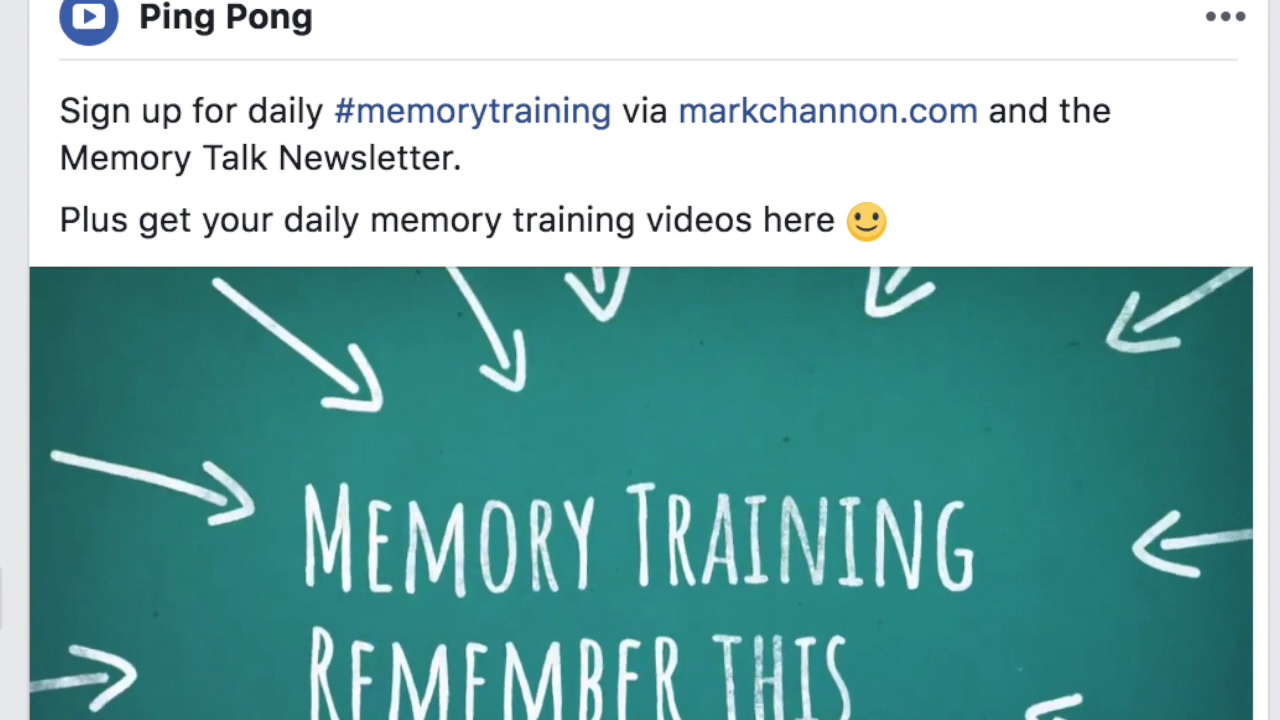 Ping Pong
Sign up for daily #memorytraining via markchannon.com and the
Memory Talk Newsletter.
Plus get your daily memory training videos here 🙂
MEMORY TRAINING
REMEMBER THIS